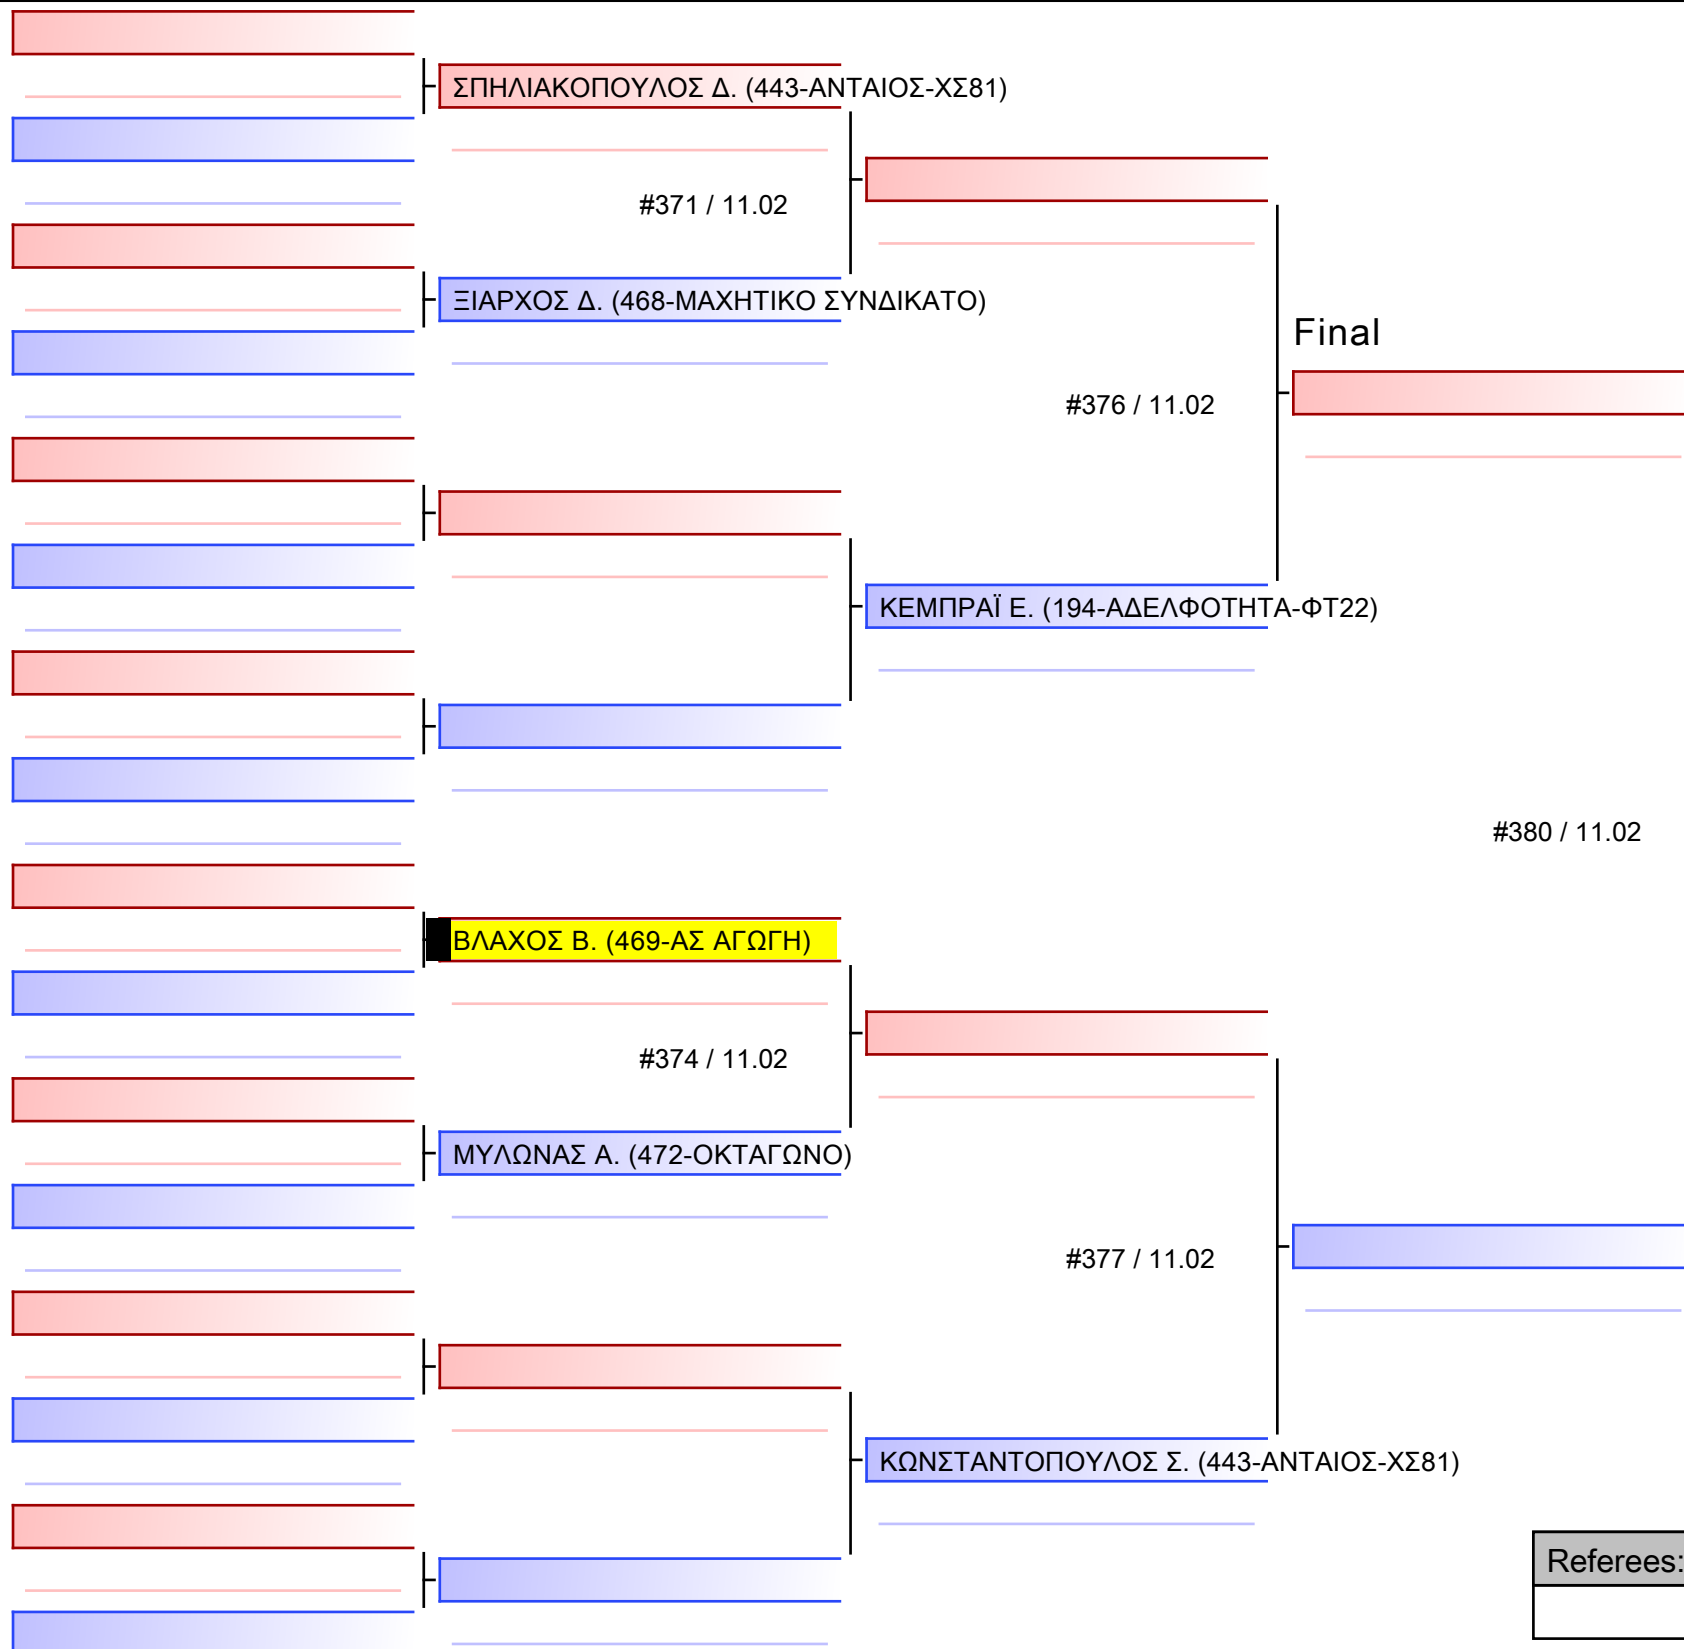 ΣΠΗΛΙΑΚΟΠΟΥΛΟΣ Δ. (443-ΑΝΤΑΙΟΣ-ΧΣ81)
#371 / 11.02
ΞΙΑΡΧΟΣ Δ. (468-ΜΑΧΗΤΙΚΟ ΣΥΝΔΙΚΑΤΟ)
Final
#376 / 11.02
ΚΕΜΠΡΑΪ Ε. (194-ΑΔΕΛΦΟΤΗΤΑ-ΦΤ22)
#380 / 11.02
ΒΛΑΧΟΣ Β. (469-ΑΣ ΑΓΩΓΗ)
#374 / 11.02
ΜΥΛΩΝΑΣ Α. (472-ΟΚΤΑΓΩΝΟ)
#377 / 11.02
ΚΩΝΣΤΑΝΤΟΠΟΥΛΟΣ Σ. (443-ΑΝΤΑΙΟΣ-ΧΣ81)
Referees: